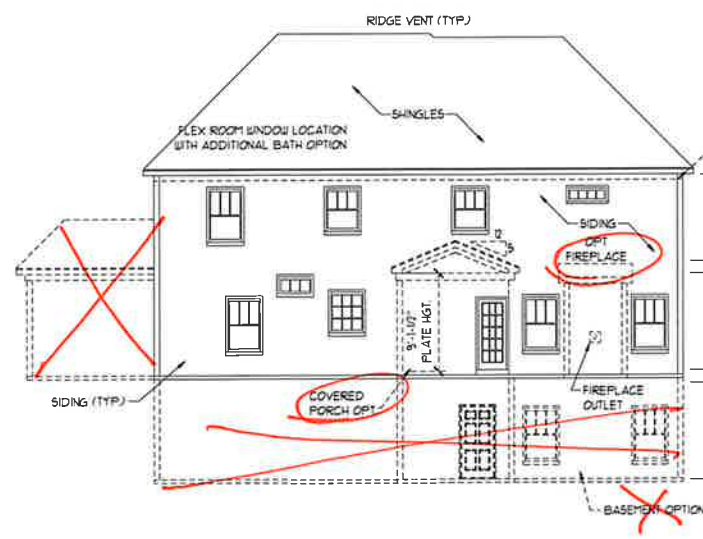 RIDGE VENT (TYP.)
SHINGLES
FLEX ROOM WINDOW LOCATION
WITH ADDITIONAL BATH OPTION
12
5
SIDING
OPT
FIREPLACE
9'-1-1/2"
PLATE HGT.
SIDING (TYP.)
COVERED
PORCH OPT
FIREPLACE
OUTLET
BASEMENT OPTION